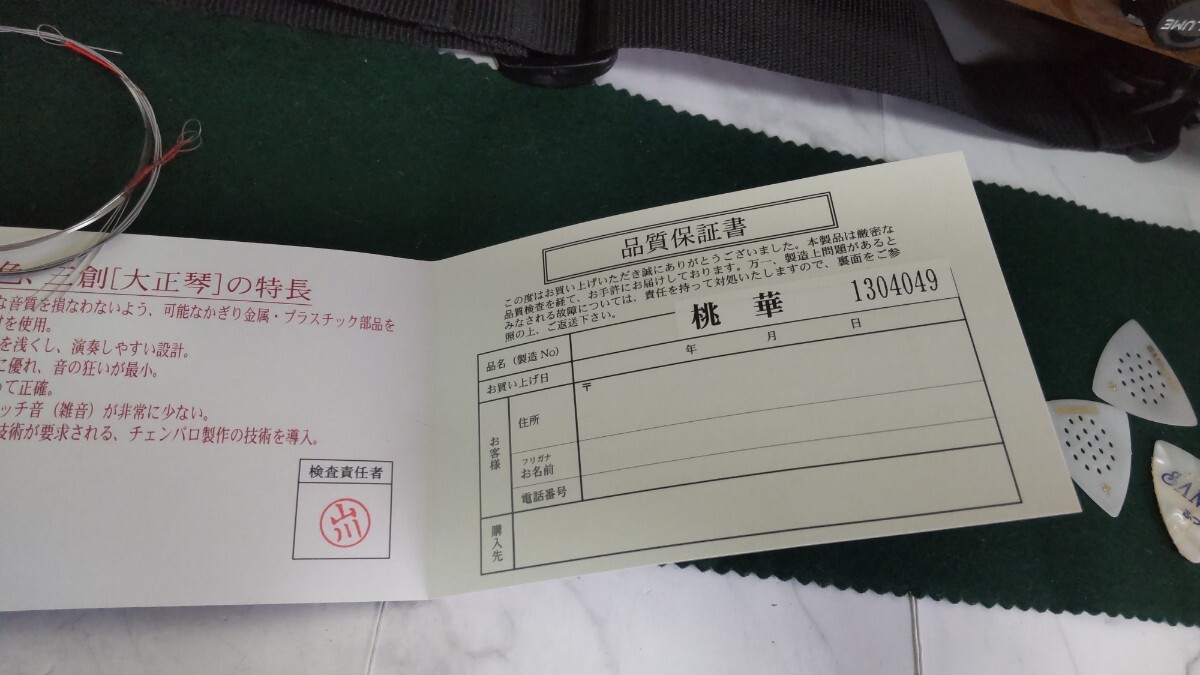 三創[大正琴]の特長
な音質を損なわないよう、可能なかぎり金属・プラスチック部品を
を使用。
を浅くし、演奏しやすい設計。
に優れ、音の狂いが最小。
て正確。
ッチ音（雑音）が非常に少ない。
技術が要求される、チェンバロ製作の技術を導入。
検査責任者
山川
品質保証書
この度はお買い上げいただき誠にありがとうございました。本製品は厳密な
品質検査を経て、お手許にお届けしております。万一、製造上問題があると
みなされる故障については、責任を持って対処いたしますので、裏面をご参
照の上、ご返送下さい。
品名（製造No）
桃華 1304049
お買い上げ日
年 月 日
お客様
住所
〒
フリガナ
お名前
電話番号
購入先
LUME